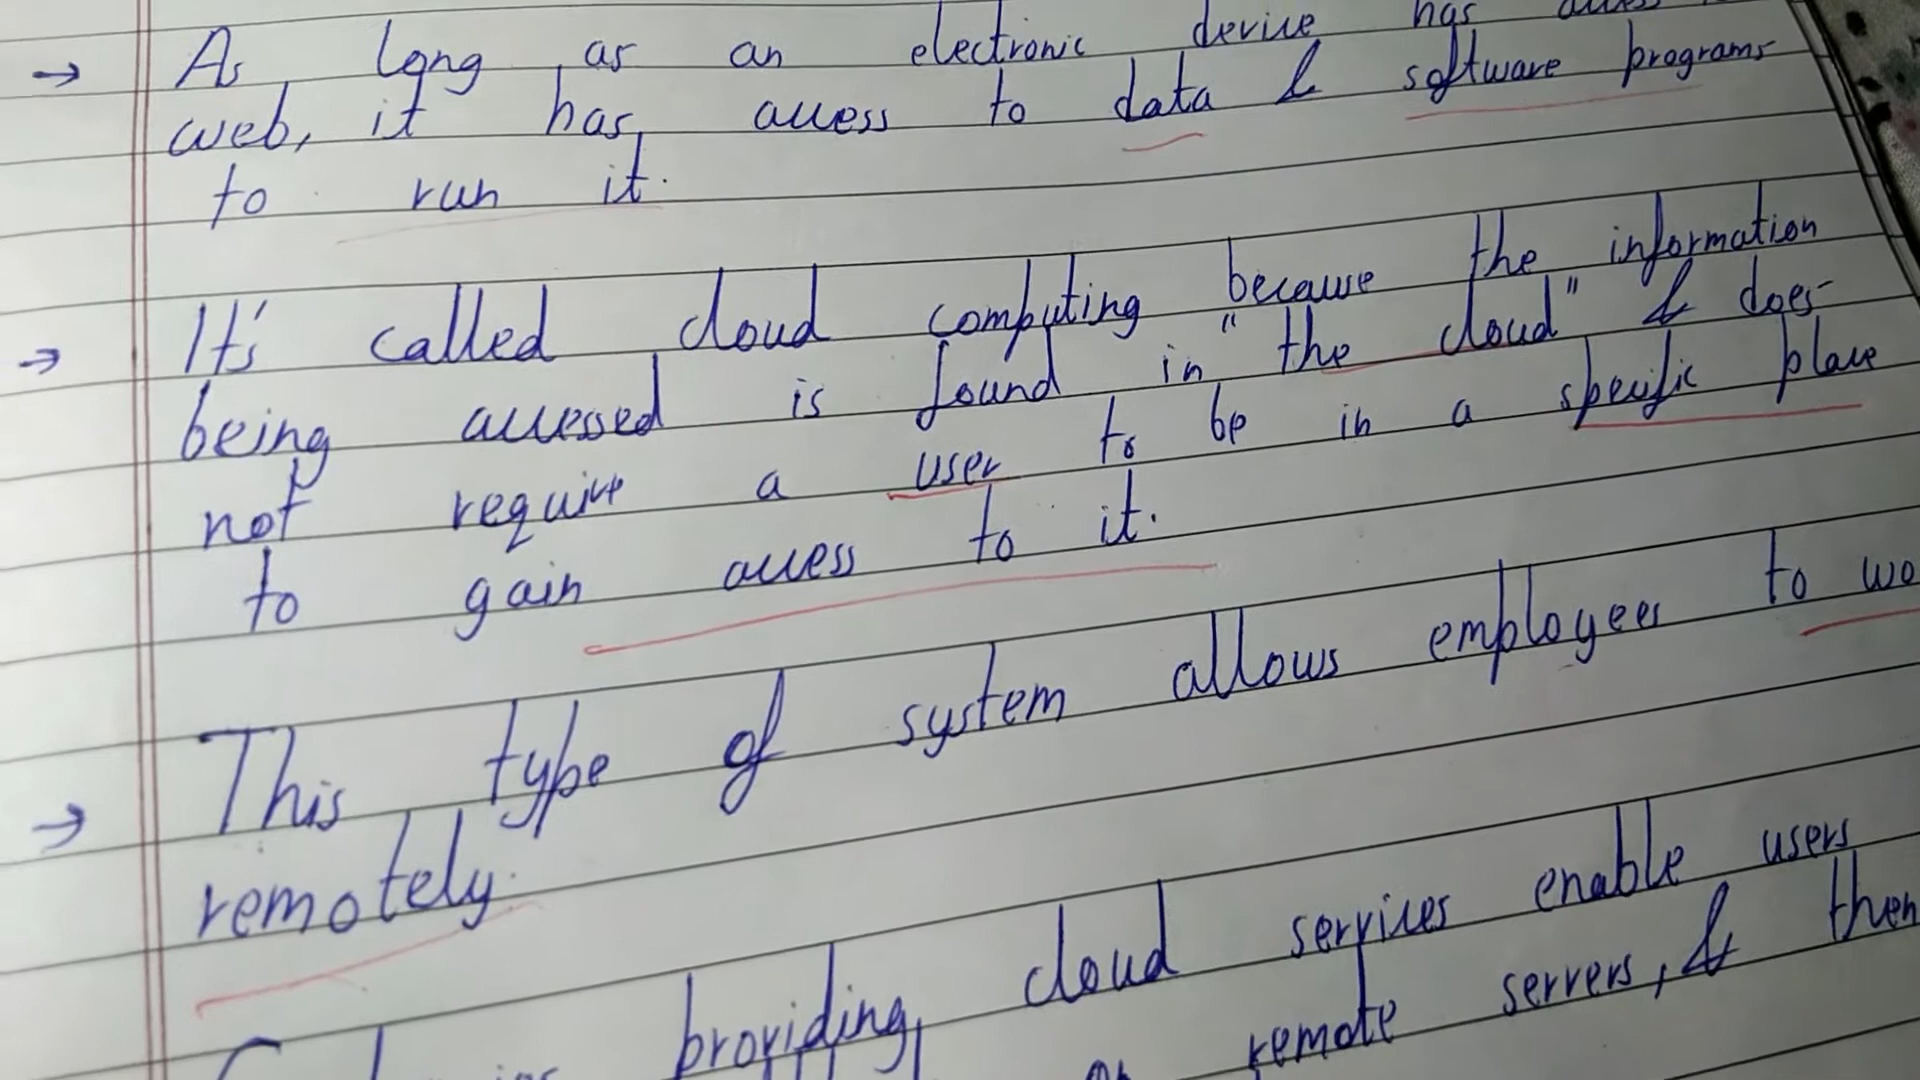 → As long as an electronic device has
web, it has access to data & software programs
to run it.
→ It's called cloud computing because the information
being accessed is found in "the cloud" & does
not require a user to be in a specific place
to gain access to it.
→ This type of system allows employees to wo
remotely.
providing cloud services enable users
remote servers, & then